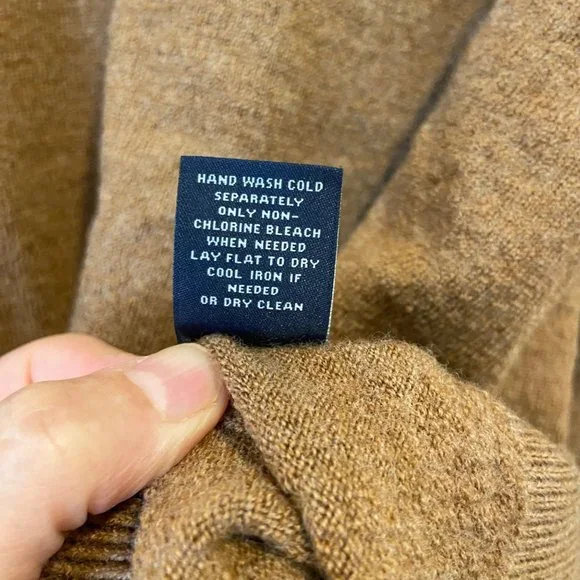 HAND WASH COLD
SEPARATELY
ONLY NON-
CHLORINE BLEACH
WHEN NEEDED
LAY FLAT TO DRY
COOL IRON IF
NEEDED
OR DRY CLEAN